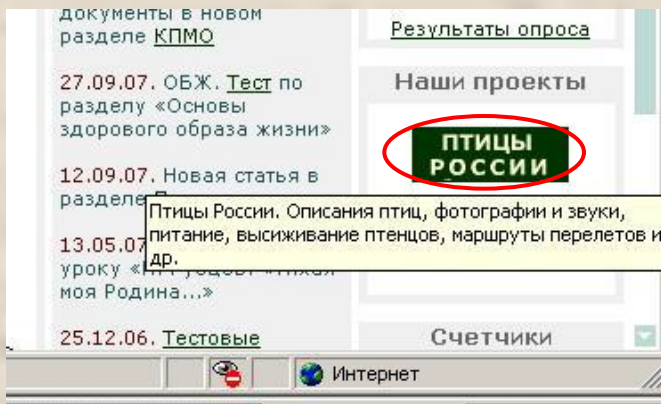 документы в новом
разделе КПМО
27.09.07. ОБЖ. Тест по
разделу «Основы
здорового образа жизни»
12.09.07. Новая статья в
разделе
13.05.07
уроку
моя Родина...»
25.12.06. Тестовые
Результаты опроса
Наши проекты
ПТИЦЫ
РОССИИ
Птицы России. Описания птиц, фотографии и звуки,
питание, высиживание птенцов, маршруты перелетов и
др.
Счетчики
Интернет